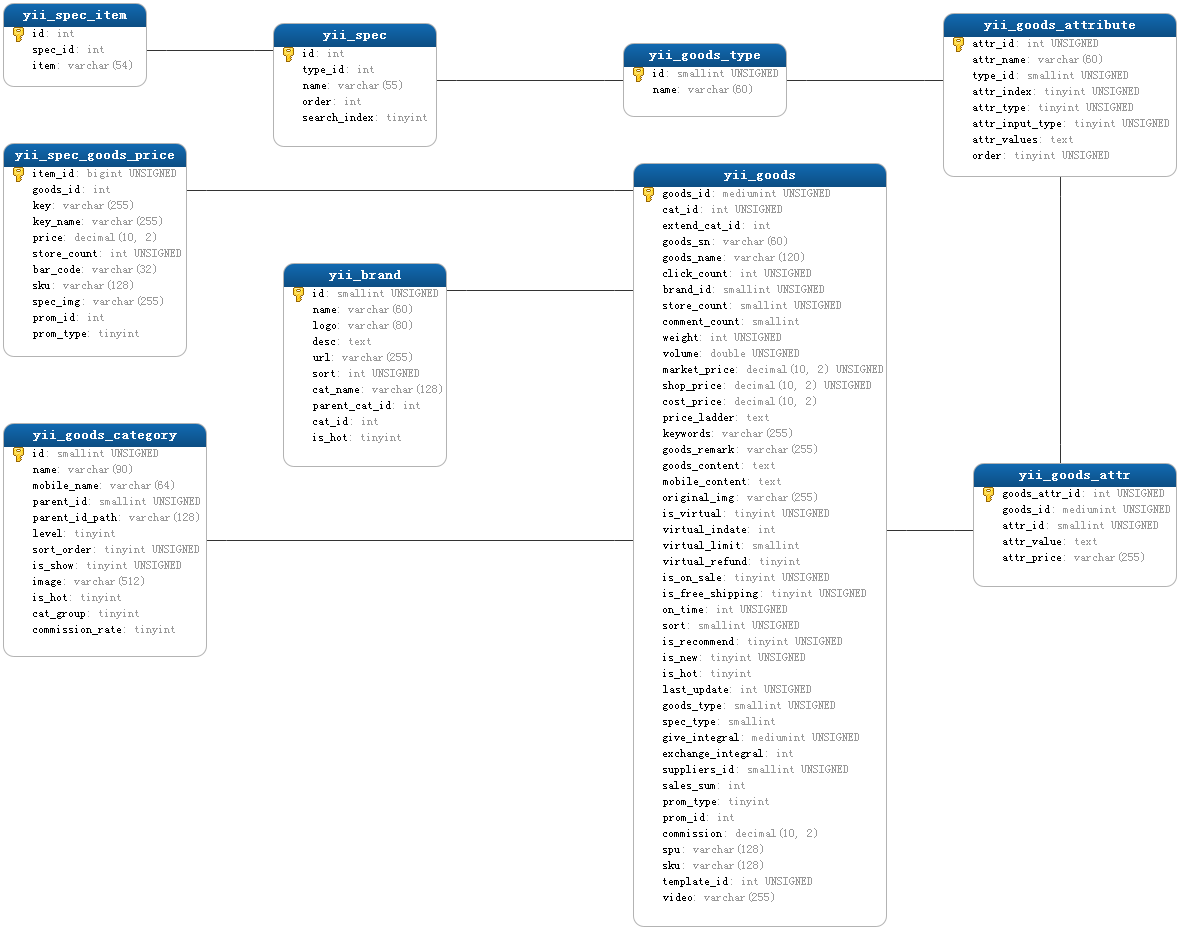 yii_spec_item
id: int
spec_id: int
item: varchar(54)
yii_spec
id: int
type_id: int
name: varchar(55)
order: int
search_index: tinyint
yii_goods_type
id: smallint UNSIGNED
name: varchar(60)
yii_goods_attribute
attr_id: int UNSIGNED
attr_name: varchar(60)
type_id: smallint UNSIGNED
attr_index: tinyint UNSIGNED
attr_type: tinyint UNSIGNED
attr_input_type: tinyint UNSIGNED
attr_values: text
order: tinyint UNSIGNED
yii_spec_goods_price
item_id: bigint UNSIGNED
goods_id: int
key: varchar(255)
key_name: varchar(255)
price: decimal(10, 2)
store_count: int UNSIGNED
bar_code: varchar(32)
sku: varchar(128)
spec_img: varchar(255)
prom_id: int
prom_type: tinyint
yii_brand
id: smallint UNSIGNED
name: varchar(60)
logo: varchar(80)
desc: text
url: varchar(255)
sort: int UNSIGNED
cat_name: varchar(128)
parent_cat_id: int
cat_id: int
is_hot: tinyint
yii_goods
goods_id: mediumint UNSIGNED
cat_id: int UNSIGNED
extend_cat_id: int
goods_sn: varchar(60)
goods_name: varchar(120)
click_count: int UNSIGNED
brand_id: smallint UNSIGNED
store_count: smallint UNSIGNED
comment_count: smallint
weight: int UNSIGNED
volume: double UNSIGNED
market_price: decimal(10, 2) UNSIGNED
shop_price: decimal(10, 2) UNSIGNED
cost_price: decimal(10, 2)
price_ladder: text
keywords: varchar(255)
goods_remark: varchar(255)
goods_content: text
mobile_content: text
original_img: varchar(255)
is_virtual: tinyint UNSIGNED
virtual_indate: int
virtual_limit: smallint
virtual_refund: tinyint
is_on_sale: tinyint UNSIGNED
is_free_shipping: tinyint UNSIGNED
on_time: int UNSIGNED
sort: smallint UNSIGNED
is_recommend: tinyint UNSIGNED
is_new: tinyint UNSIGNED
is_hot: tinyint
last_update: int UNSIGNED
goods_type: smallint UNSIGNED
spec_type: smallint
give_integral: mediumint UNSIGNED
exchange_integral: int
suppliers_id: smallint UNSIGNED
sales_sum: int
prom_type: tinyint
prom_id: int
commission: decimal(10, 2)
spu: varchar(128)
sku: varchar(128)
template_id: int UNSIGNED
video: varchar(255)
yii_goods_category
id: smallint UNSIGNED
name: varchar(90)
mobile_name: varchar(64)
parent_id: smallint UNSIGNED
parent_id_path: varchar(128)
level: tinyint
sort_order: tinyint UNSIGNED
is_show: tinyint UNSIGNED
image: varchar(512)
is_hot: tinyint
cat_group: tinyint
commission_rate: tinyint
yii_goods_attr
goods_attr_id: int UNSIGNED
goods_id: mediumint UNSIGNED
attr_id: smallint UNSIGNED
attr_value: text
attr_price: varchar(255)